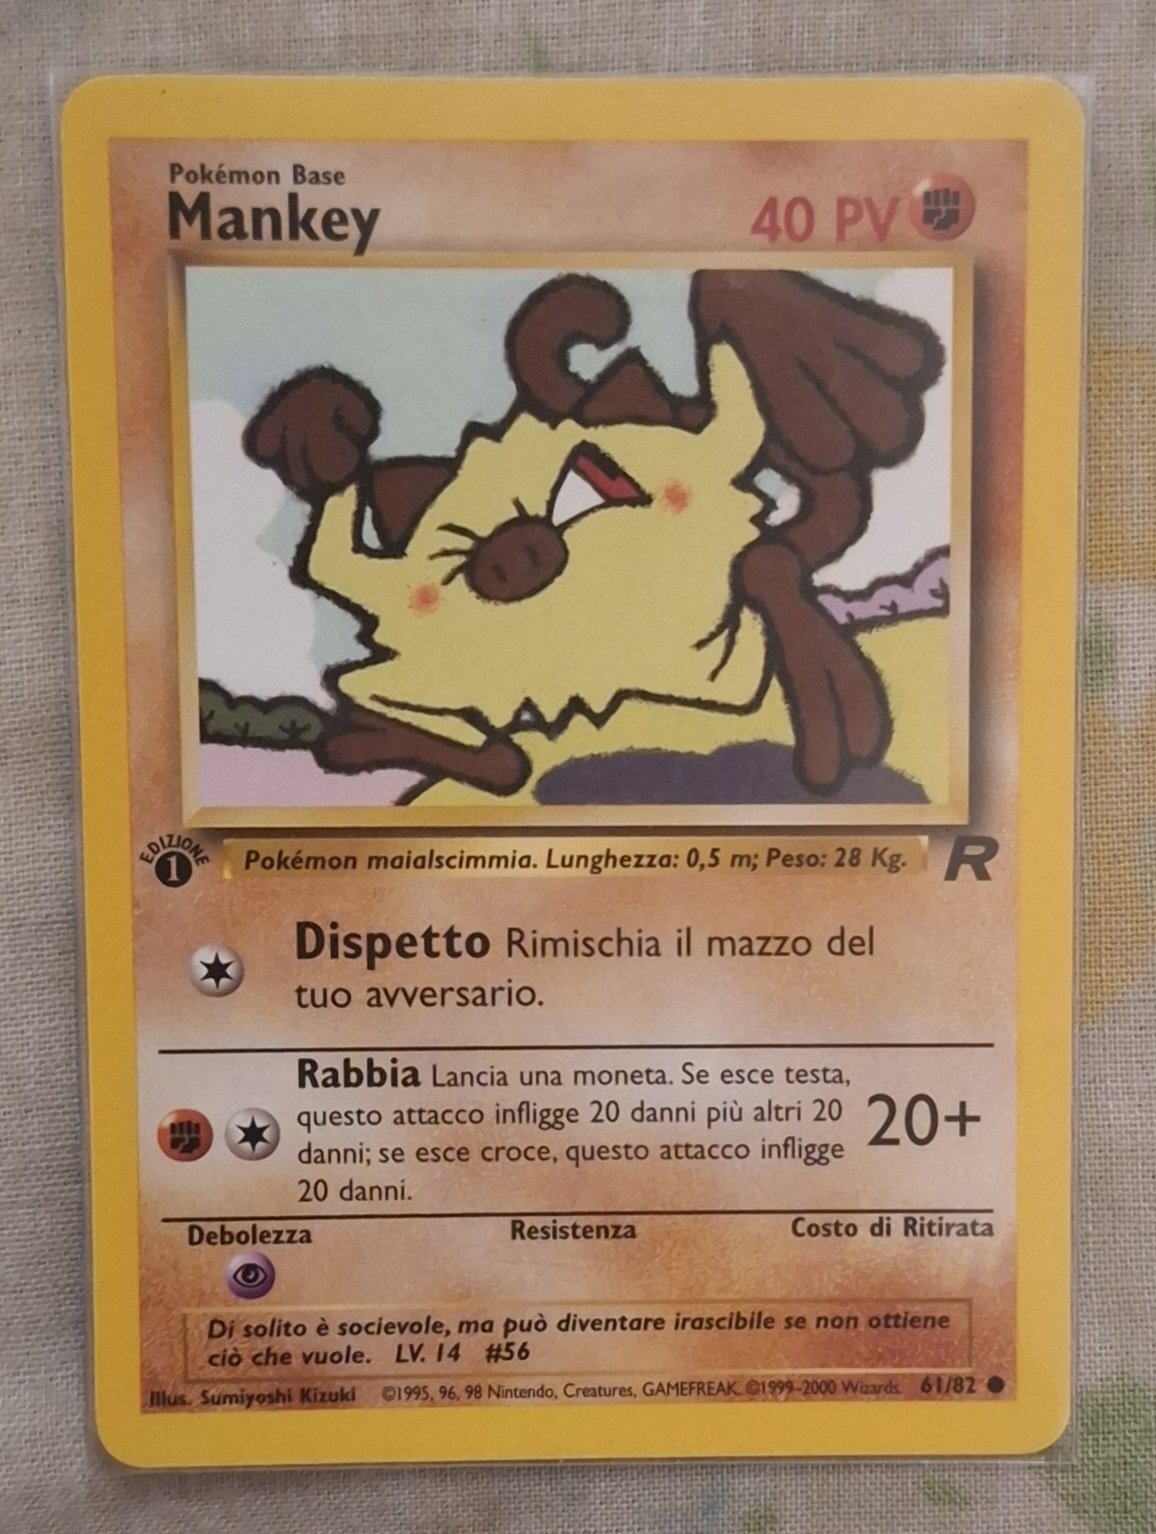 Pokémon Base
Mankey
40 PV
EDIZIONE
1
Pokémon maialscimmia. Lunghezza: 0,5 m; Peso: 28 Kg.
R
Dispetto Rimischia il mazzo del
tuo avversario.
Rabbia Lancia una moneta. Se esce testa,
questo attacco infligge 20 danni più altri 20
danni; se esce croce, questo attacco infligge
20 danni.
20+
Debolezza
Resistenza
Costo di Ritirata
Di solito è socievole, ma può diventare irascibile se non ottiene
ciò che vuole. LV. 14 #56
Illus. Sumiyoshi Kizuki ©1995, 96, 98 Nintendo, Creatures, GAMEFREAK. ©1999-2000 Wizards. 61/82